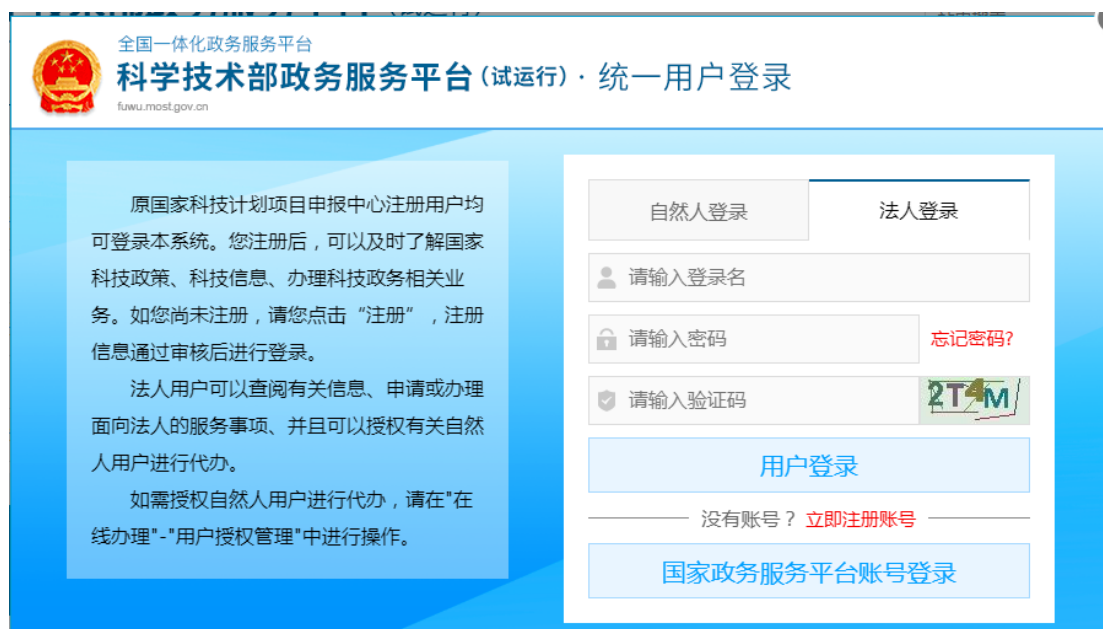 全国一体化政务服务平台
科学技术部政务服务平台（试运行）· 统一用户登录
fuwu.most.gov.cn
原国家科技计划项目申报中心注册用户均
可登录本系统。您注册后，可以及时了解国家
科技政策、科技信息、办理科技政务相关业
务。如您尚未注册，请您点击“注册”，注册
信息通过审核后进行登录。
法人用户可以查阅有关信息、申请或办理
面向法人的服务事项、并且可以授权有关自然
人用户进行代办。
如需授权自然人用户进行代办，请在"在
线办理"-"用户授权管理"中进行操作。
自然人登录 法人登录
请输入登录名
请输入密码 忘记密码?
请输入验证码 2T4M
用户登录
没有账号？立即注册账号
国家政务服务平台账号登录